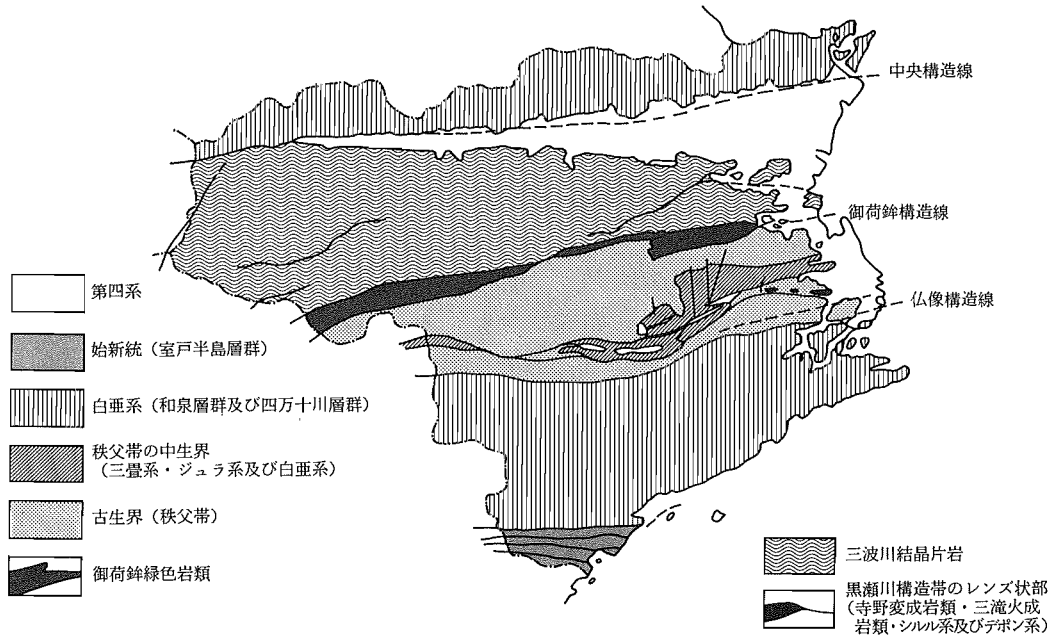 中央構造線
御荷鉾構造線
仏像構造線
第四系
始新統（室戸半島層群）
白亜系（和泉層群及び四万十川層群）
秩父帯の中生界
（三畳系・ジュラ系及び白亜系）
古生界（秩父帯）
御荷鉾緑色岩類
三波川結晶片岩
黒瀬川構造帯のレンズ状部
（寺野変成岩類・三滝火成
岩類・シルル系及びデボン系）